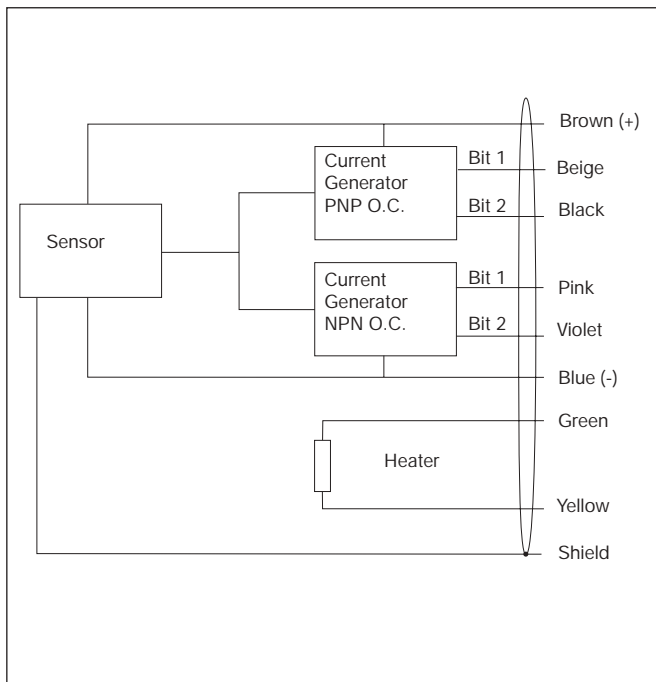 Brown (+)
Current
Generator
PNP O.C.
Bit 1
Beige
Bit 2
Black
Sensor
Current
Generator
NPN O.C.
Bit 1
Pink
Bit 2
Violet
Blue (-)
Green
Heater
Yellow
Shield